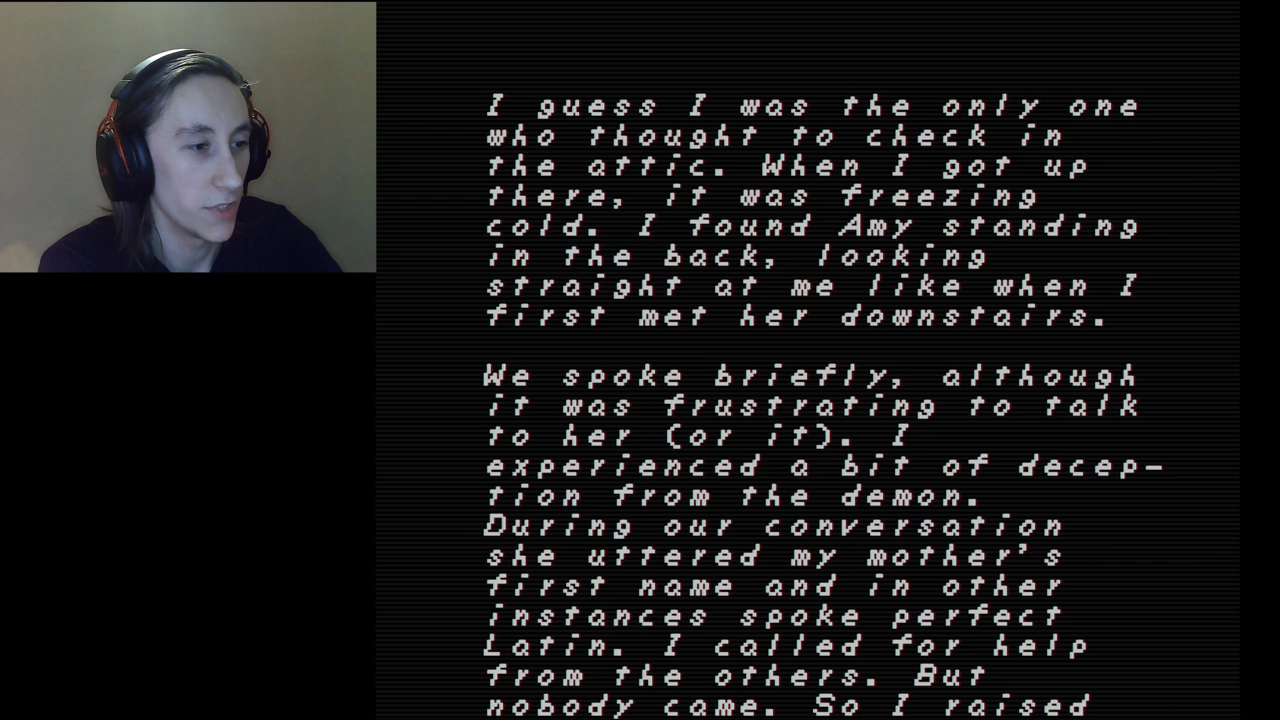 I guess I was the only one
who thought to check in
the attic. When I got up
there, it was freezing
cold. I found Amy standing
in the back, looking
straight at me like when I
first met her downstairs.
We spoke briefly, although
it was frustrating to talk
to her (or it). I
experienced a bit of decep-
tion from the demon.
During our conversation
she uttered my mother's
first name and in other
instances spoke perfect
Latin. I called for help
from the others. But
nobody came. So I raised